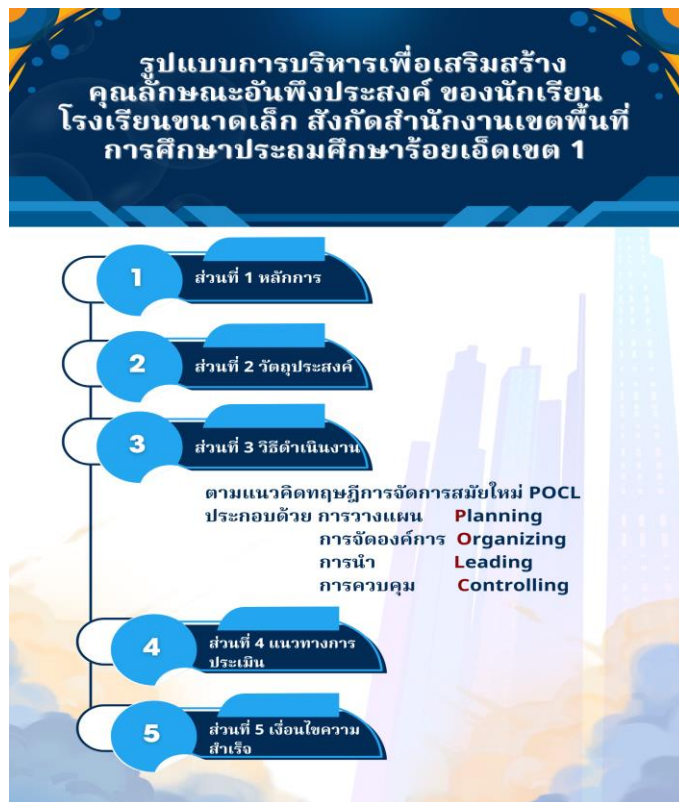 รูปแบบการบริหารเพื่อเสริมสร้าง
คุณลักษณะอันพึงประสงค์ ของนักเรียน
โรงเรียนขนาดเล็ก สังกัดสำนักงานเขตพื้นที่
การศึกษาประถมศึกษาร้อยเอ็ดเขต 1
1 ส่วนที่ 1 หลักการ
2 ส่วนที่ 2 วัตถุประสงค์
3 ส่วนที่ 3 วิธีดำเนินงาน
ตามแนวคิดทฤษฎีการจัดการสมัยใหม่ POCL
ประกอบด้วย การวางแผน Planning
การจัดองค์การ Organizing
การนำ Leading
การควบคุม Controlling
4 ส่วนที่ 4 แนวทางการ
ประเมิน
5 ส่วนที่ 5 เงื่อนไขความ
สำเร็จ